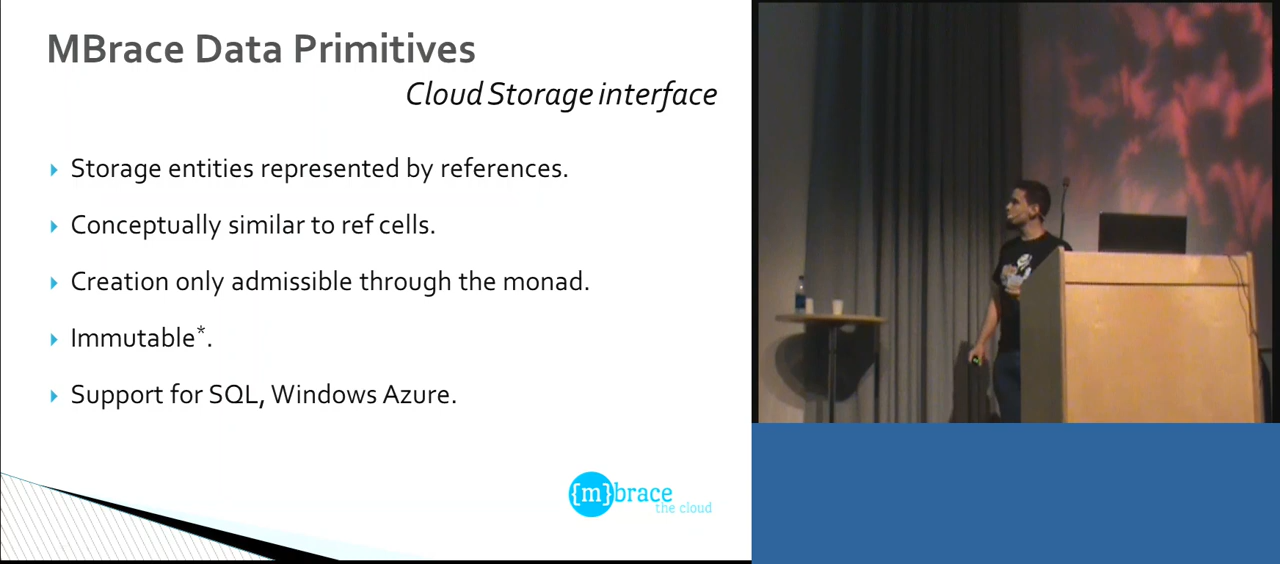 MBrace Data Primitives
Cloud Storage interface
Storage entities represented by references.
Conceptually similar to ref cells.
Creation only admissible through the monad.
Immutable*.
Support for SQL, Windows Azure.
{m}brace
the cloud